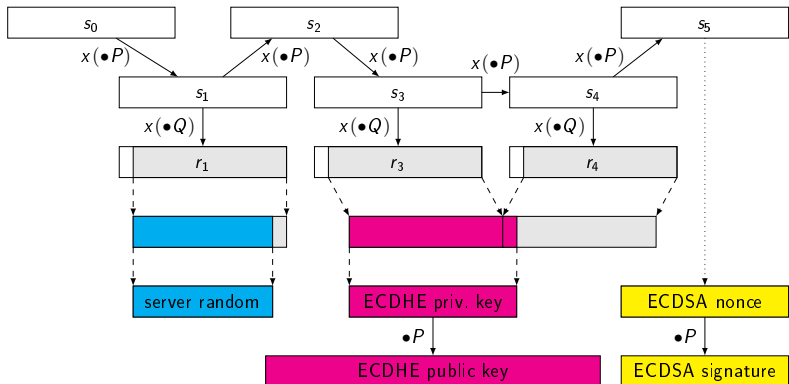 s₀ s₂ s₅
x(•P) x(•P) x(•P) x(•P) x(•P)
s₁ s₃ s₄
x(•Q) x(•Q) x(•Q)
r₁ r₃ r₄
server random ECDHE priv. key ECDSA nonce
•P •P
ECDHE public key ECDSA signature